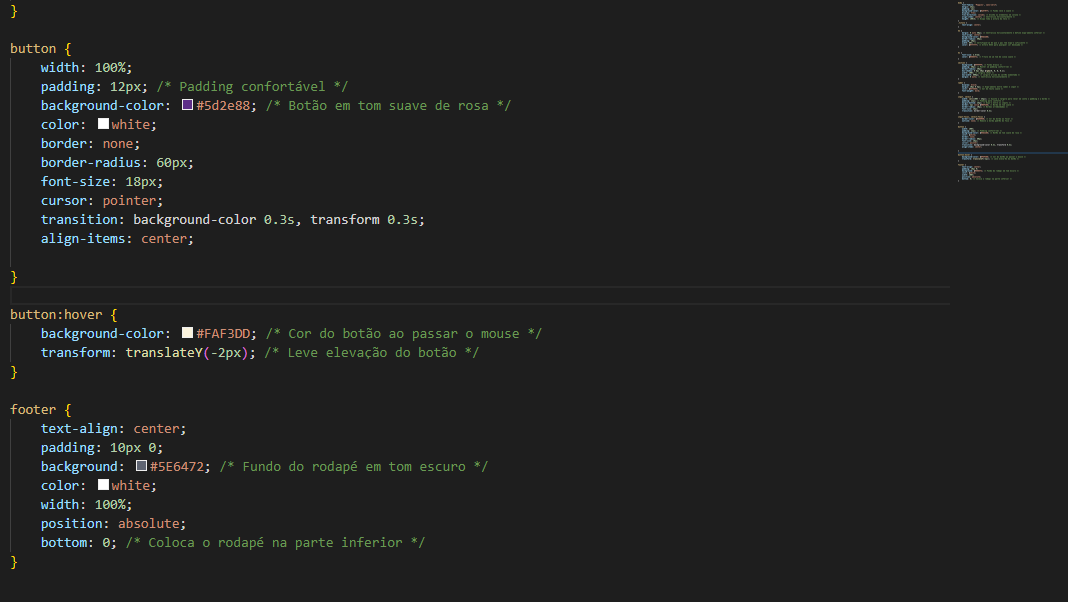 }
button {
width: 100%;
padding: 12px; /* Padding confortável */
background-color: #5d2e88; /* Botão em tom suave de rosa */
color: white;
border: none;
border-radius: 60px;
font-size: 18px;
cursor: pointer;
transition: background-color 0.3s, transform 0.3s;
align-items: center;
}
button:hover {
background-color: #FAF3DD; /* Cor do botão ao passar o mouse */
transform: translateY(-2px); /* Leve elevação do botão */
}
footer {
text-align: center;
padding: 10px 0;
background: #5E6472; /* Fundo do rodapé em tom escuro */
color: white;
width: 100%;
position: absolute;
bottom: 0; /* Coloca o rodapé na parte inferior */
}